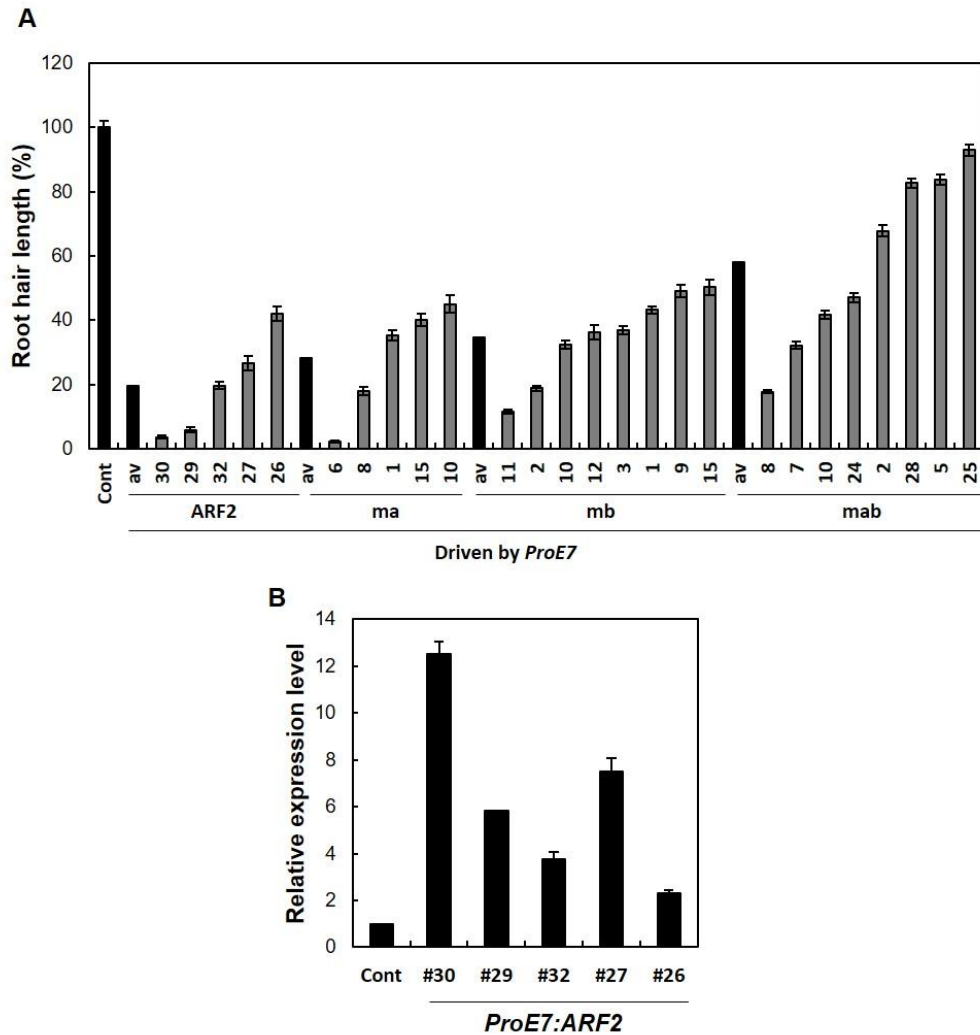 A
Root hair length (%)
120
100
80
60
40
20
0
Cont av 30 29 32 27 26 av 6 8 1 15 10 av 11 2 10 12 3 1 9 15 av 8 7 10 24 2 28 5 25
ARF2 ma mb mab
Driven by ProE7
B
Relative expression level
14
12
10
8
6
4
2
0
Cont #30 #29 #32 #27 #26
ProE7:ARF2